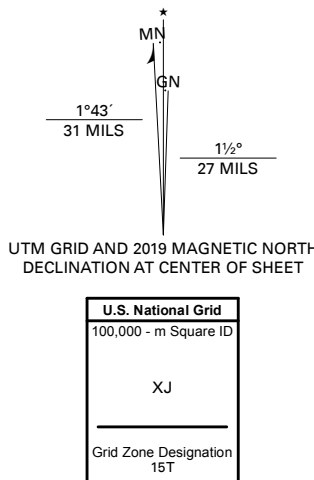 ★
MN
GN
1°43´
31 MILS
1½°
27 MILS
UTM GRID AND 2019 MAGNETIC NORTH
DECLINATION AT CENTER OF SHEET
U.S. National Grid
100,000 - m Square ID
XJ
Grid Zone Designation
15T